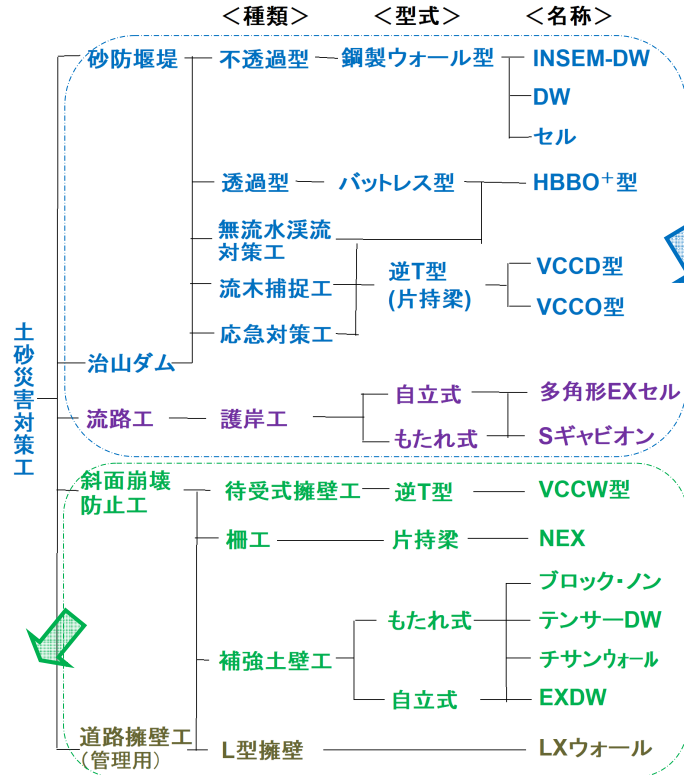 ＜種類＞ ＜型式＞ ＜名称＞
砂防堰堤 不透過型 鋼製ウォール型 INSEM-DW
DW
セル
透過型 バットレス型 HBBO⁺型
無流水渓流
対策工
流木捕捉工 逆T型
(片持梁)
VCCD型
VCCO型
応急対策工
治山ダム
土砂災害対策工
流路工 護岸工 自立式 多角形EXセル
もたれ式 Sギャビオン
斜面崩壊
防止工
待受式擁壁工 逆T型 VCCW型
柵工 片持梁 NEX
ブロック・ノン
もたれ式 テンサーDW
補強土壁工 チサンウォール
自立式 EXDW
道路擁壁工
（管理用）
L型擁壁 LXウォール